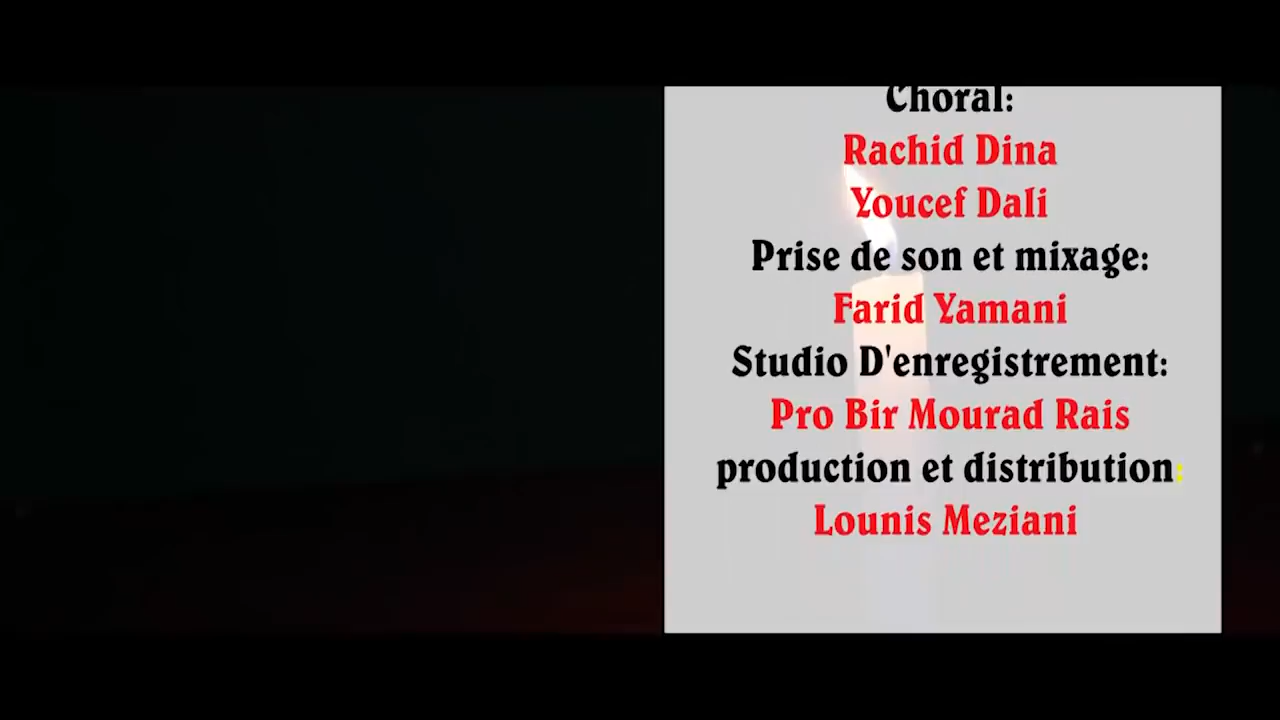 Choral:
Rachid Dina
Youcef Dali
Prise de son et mixage:
Farid Yamani
Studio D'enregistrement:
Pro Bir Mourad Rais
production et distribution:
Lounis Meziani